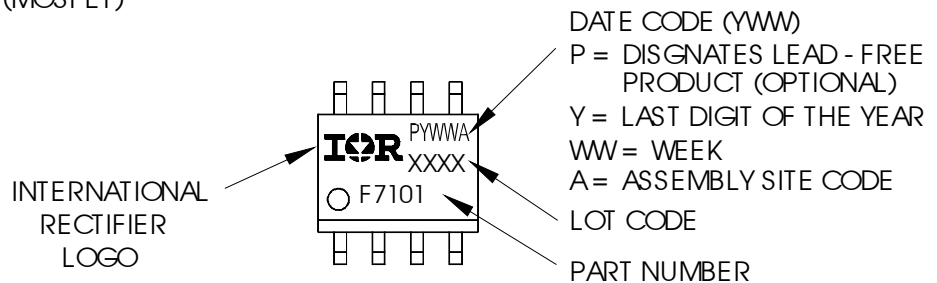 (MOSFET)
DATE CODE (YWW)
P = DISGNATES LEAD - FREE
PRODUCT (OPTIONAL)
Y = LAST DIGIT OF THE YEAR
WW = WEEK
A = ASSEMBLY SITE CODE
LOT CODE
PART NUMBER
INTERNATIONAL
RECTIFIER
LOGO
IOR
PYWWA
XXXX
F7101